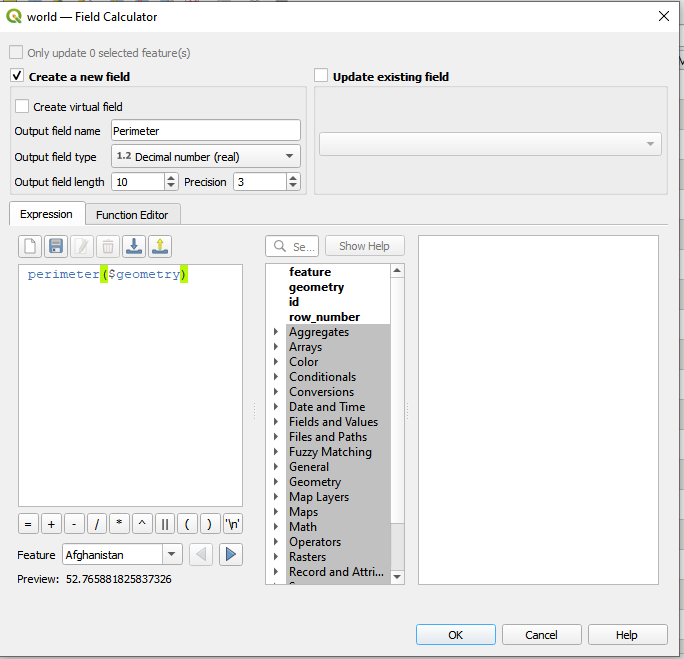 world — Field Calculator
Only update 0 selected feature(s)
Create a new field
Update existing field
Create virtual field
Output field name Perimeter
Output field type 1.2 Decimal number (real)
Output field length 10 Precision 3
Expression Function Editor
Se... Show Help
perimeter($geometry)
feature
geometry
id
row_number
Aggregates
Arrays
Color
Conditionals
Conversions
Date and Time
Fields and Values
Files and Paths
Fuzzy Matching
General
Geometry
Map Layers
Maps
Math
Operators
Rasters
Record and Attri...
= + - / * ^ || ( ) '\n'
Feature Afghanistan
Preview: 52.765881825837326
OK Cancel Help